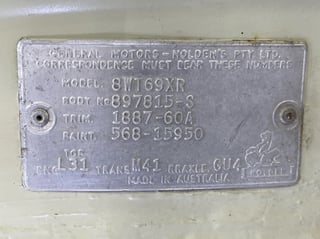 GENERAL MOTORS - HOLDEN'S PTY. LTD.
CORRESPONDENCE MUST BEAR THESE NUMBERS
MODEL. 8WT69XR
BODY No 897815-S
TRIM. 1887-60A
PAINT. 568-15950
ENG. L31 TRANS. M41 RRAXLE. GU4
MADE IN AUSTRALIA
HOLDEN